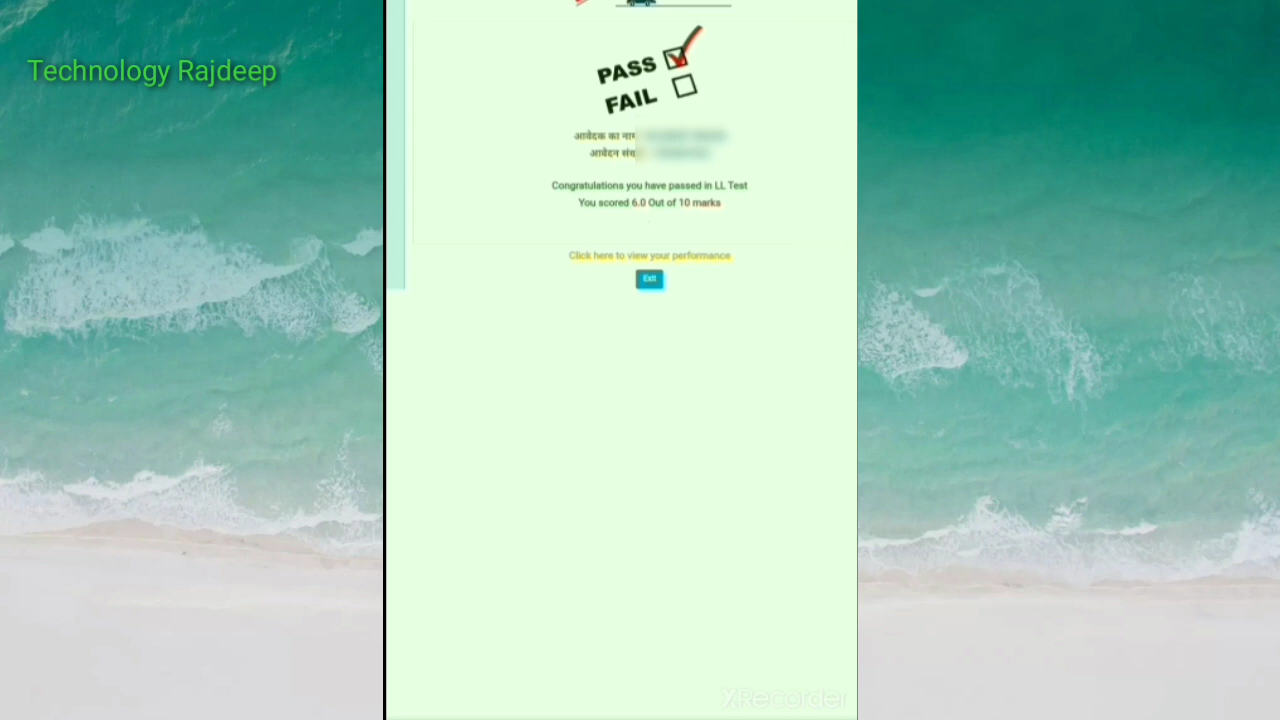 Technology Rajdeep
PASS
FAIL
आवेदक का नाम
आवेदन
Congratulations you have passed in LL Test
You scored 6.0 Out of 10 marks
Click here to view your performance
Exit
XRecorder